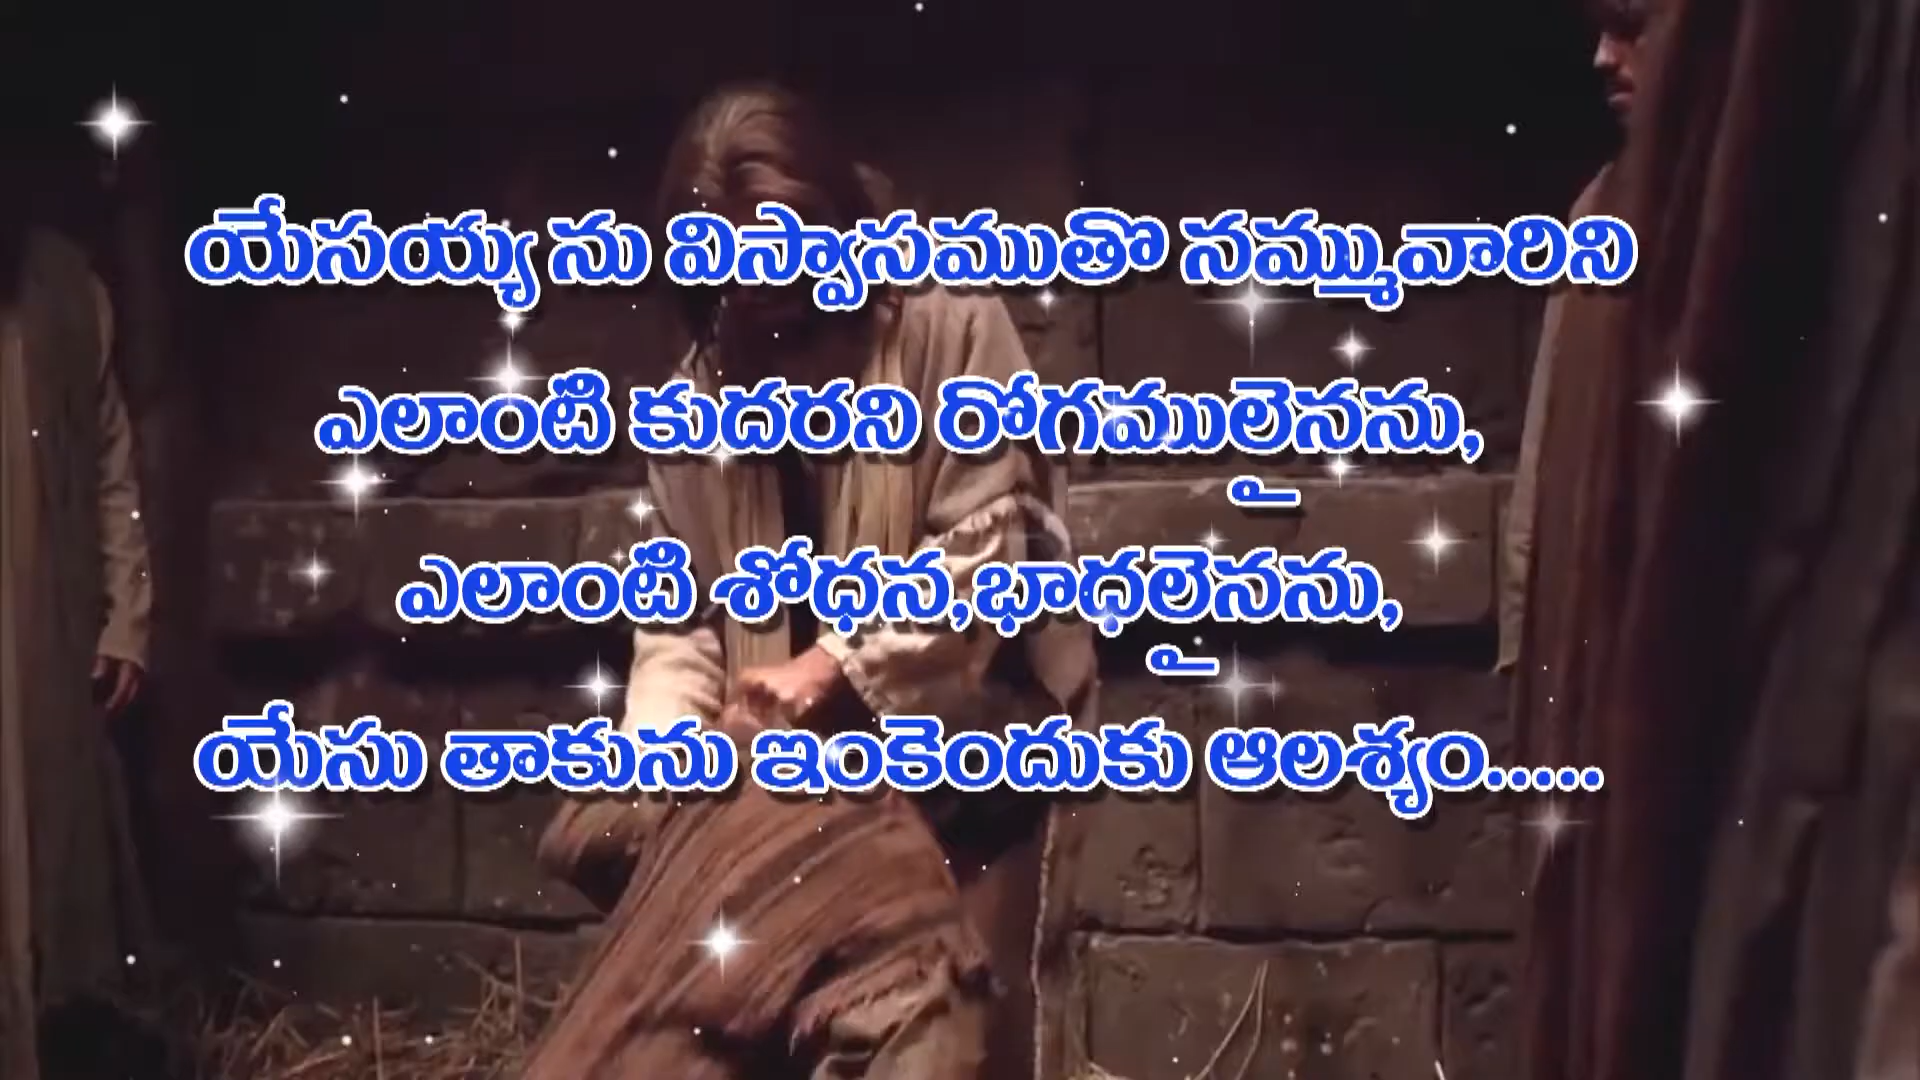 యేసయ్య ను విస్వాసముతొ నమ్మువారిని
ఎలాంటి కుదరని రోగములైనను,
ఎలాంటి శోధన,భాధలైనను,
యేసు తాకును ఇంకెందుకు ఆలశ్యం.....